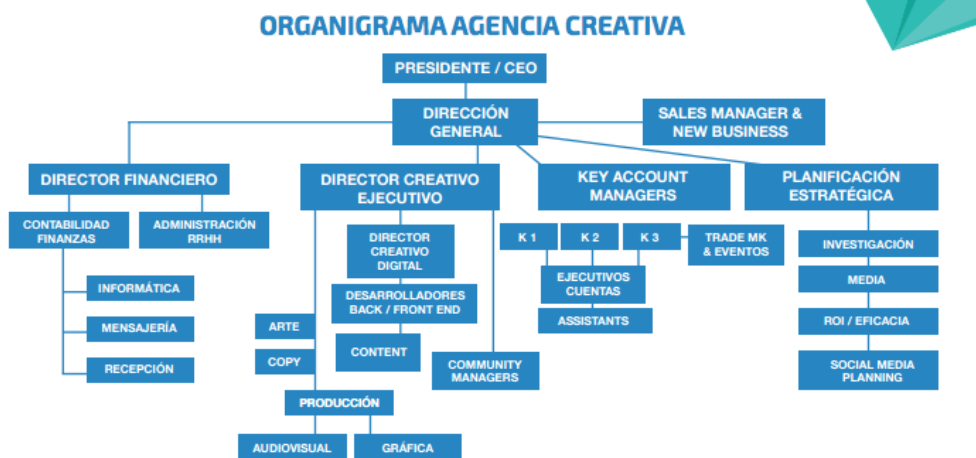 ORGANIGRAMA AGENCIA CREATIVA
PRESIDENTE / CEO
DIRECCIÓN
GENERAL
SALES MANAGER &
NEW BUSINESS
DIRECTOR FINANCIERO
DIRECTOR CREATIVO
EJECUTIVO
KEY ACCOUNT
MANAGERS
PLANIFICACIÓN
ESTRATÉGICA
CONTABILIDAD
FINANZAS
ADMINISTRACIÓN
RRHH
INFORMÁTICA
MENSAJERÍA
RECEPCIÓN
DIRECTOR
CREATIVO
DIGITAL
DESARROLLADORES
BACK / FRONT END
CONTENT
ARTE
COPY
COMMUNITY
MANAGERS
PRODUCCIÓN
AUDIOVISUAL
GRÁFICA
K 1
K 2
K 3
TRADE MK
& EVENTOS
EJECUTIVOS
CUENTAS
ASSISTANTS
INVESTIGACIÓN
MEDIA
ROI / EFICACIA
SOCIAL MEDIA
PLANNING